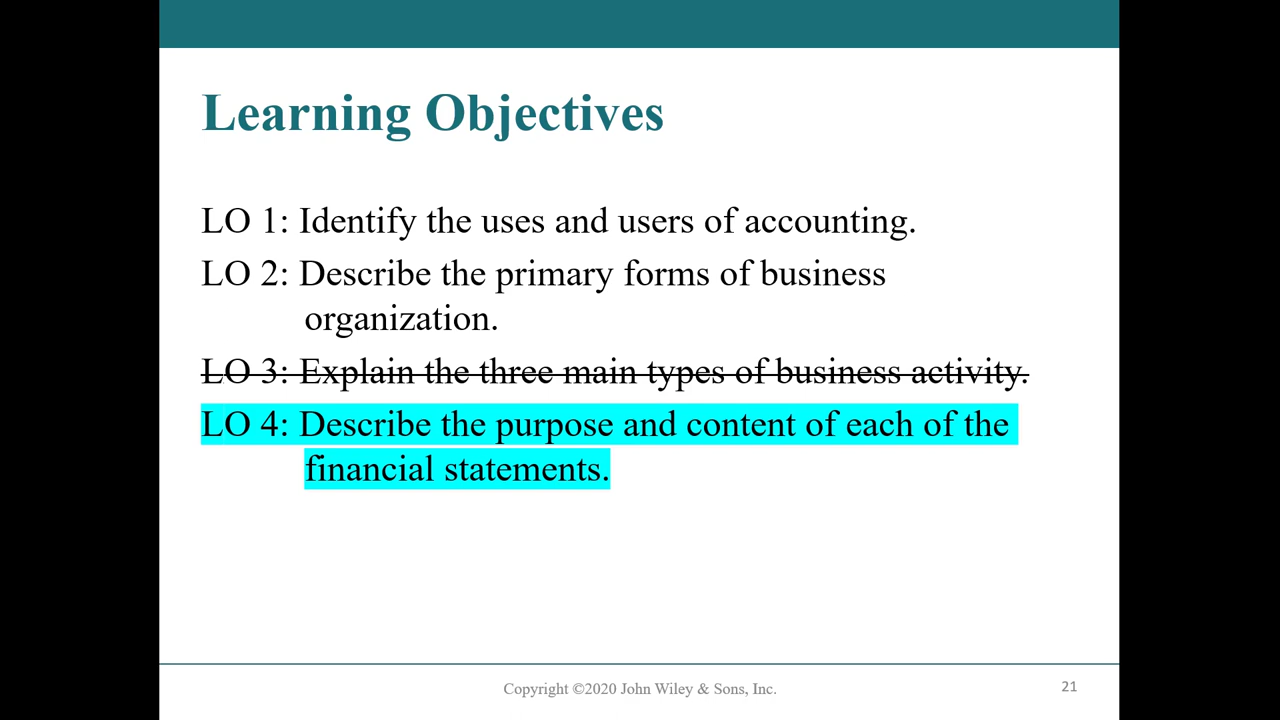 Learning Objectives
LO 1: Identify the uses and users of accounting.
LO 2: Describe the primary forms of business
organization.
LO 3: Explain the three main types of business activity.
LO 4: Describe the purpose and content of each of the
financial statements.
Copyright ©2020 John Wiley & Sons, Inc.
21